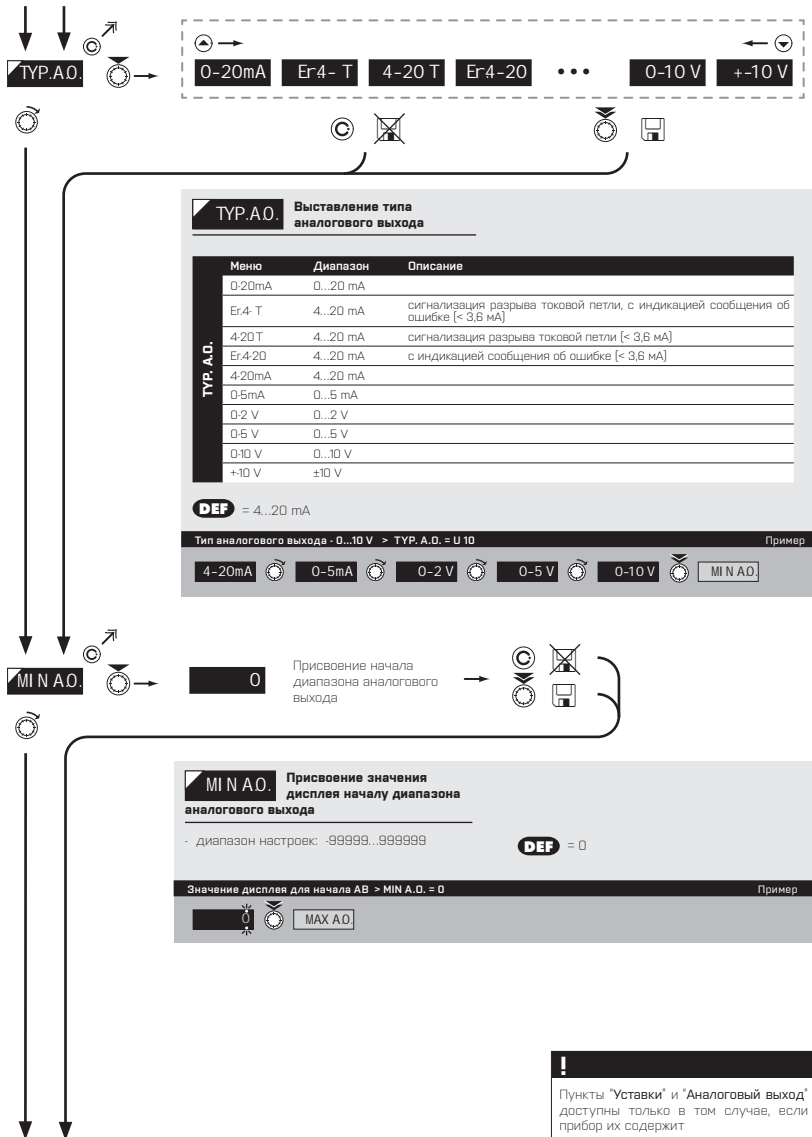 TYP.A.O.
0-20mA Er4- T 4-20 T Er4-20 ••• 0-10 V +-10 V
TYP.A.O. Выставление типа
аналогового выхода
Меню Диапазон Описание
TYP. A.O.
0-20mA 0...20 mA
Er.4- T 4...20 mA сигнализация разрыва токовой петли, с индикацией сообщения об
ошибке (< 3,6 мА)
4-20 T 4...20 mA сигнализация разрыва токовой петли (< 3,6 мА)
Er.4-20 4...20 mA с индикацией сообщения об ошибке (< 3,6 мА)
4-20mA 4...20 mA
0-5mA 0...5 mA
0-2 V 0...2 V
0-5 V 0...5 V
0-10 V 0...10 V
+-10 V ±10 V
DEF = 4...20 mA
Тип аналогового выхода - 0...10 V > TYP. A.O. = U 10 Пример
4-20mA 0-5mA 0-2 V 0-5 V 0-10 V MIN A.O.
MIN A.O.
0
Присвоение начала
диапазона аналогового
выхода
MIN A.O. Присвоение значения
дисплея началу диапазона
аналогового выхода
- диапазон настроек: -99999...999999 DEF = 0
Значение дисплея для начала АВ > MIN A.O. = 0 Пример
0 MAX A.O.
!
Пункты "Уставки" и "Аналоговый выход"
доступны только в том случае, если
прибор их содержит